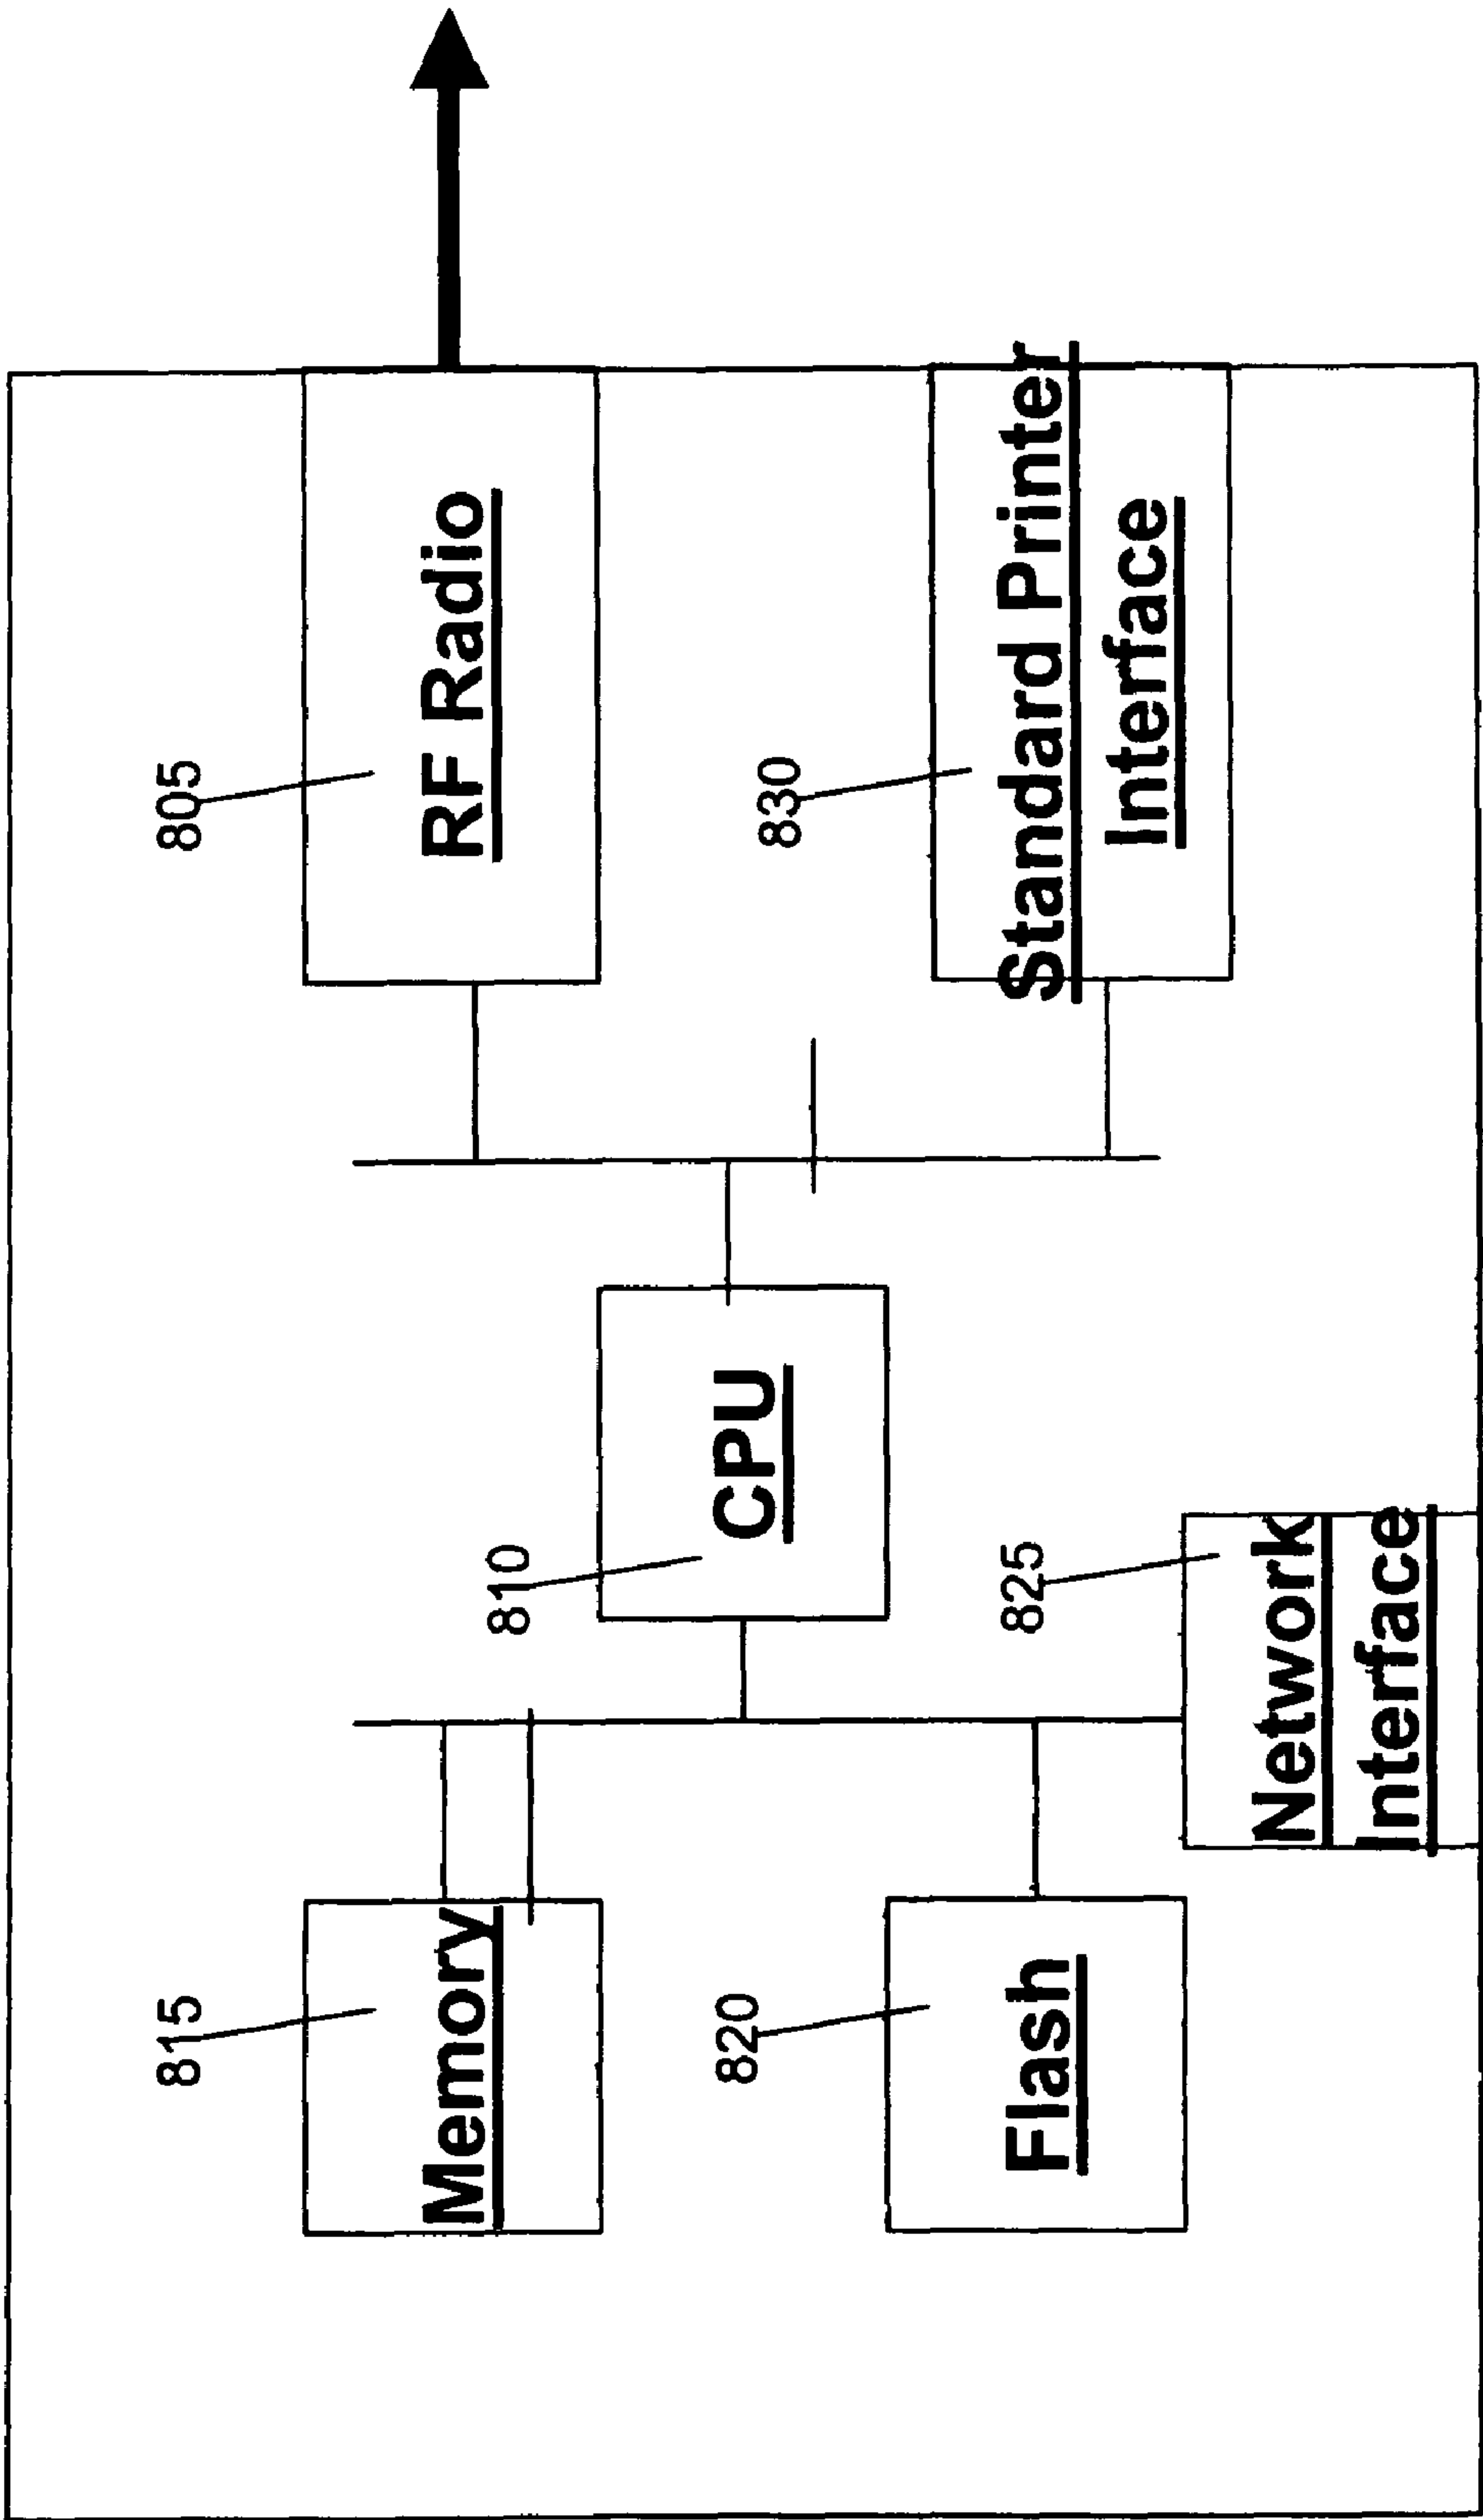 815
Memory
820
Flash
810
CPU
825
Network
Interface
805
RF Radio
830
Standard Printer
Interface